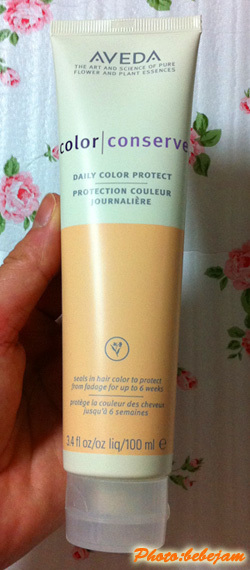 AVEDA
THE ART AND SCIENCE OF PURE
FLOWER AND PLANT ESSENCES
color|conserve
DAILY COLOR PROTECT
PROTECTION COULEUR
JOURNALIÈRE
seals in hair color to protect
from fadage for up to 6 weeks
protège la couleur des cheveux
jusqu'à 6 semaines
3.4 fl oz/oz liq/100 ml e
Photo:bebejam